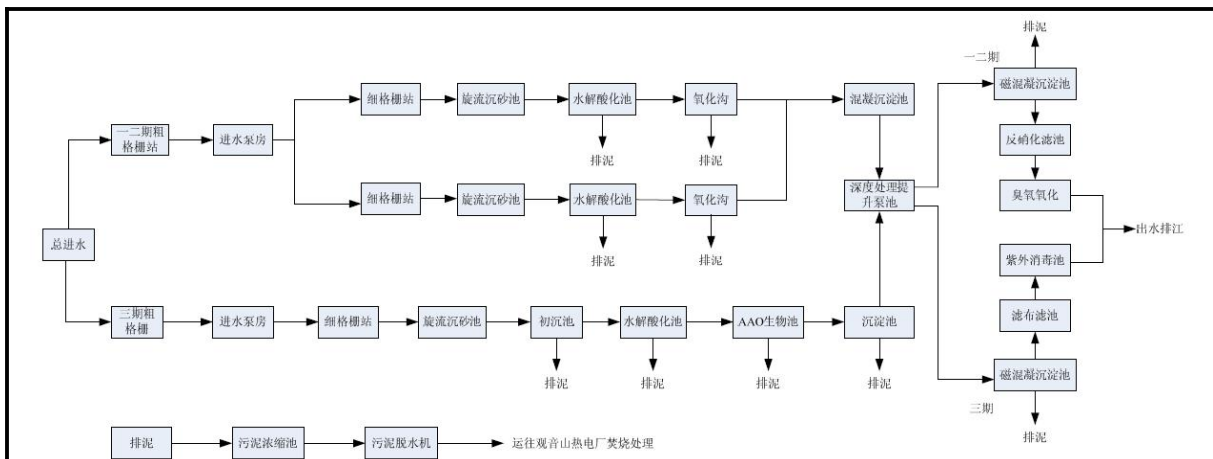 排泥
一二期
细格栅站
旋流沉砂池
水解酸化池
氧化沟
混凝沉淀池
磁混凝沉淀池
一二期粗
格栅站
进水泵房
排泥
排泥
反硝化滤池
细格栅站
旋流沉砂池
水解酸化池
氧化沟
深度处理提
升泵池
臭氧氧化
总进水
排泥
排泥
出水排江
紫外消毒池
三期粗
格栅
进水泵房
细格栅站
旋流沉砂池
初沉池
水解酸化池
AAO生物池
沉淀池
滤布滤池
排泥
排泥
排泥
排泥
磁混凝沉淀池
三期
排泥
排泥
污泥浓缩池
污泥脱水机
运往观音山热电厂焚烧处理